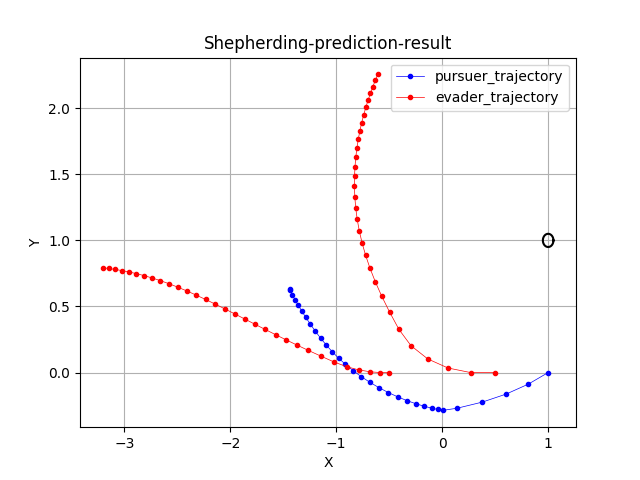 Shepherding-prediction-result
pursuer_trajectory
evader_trajectory
2.0
1.5
1.0
0.5
0.0
Y
−3
−2
−1
0
1
X